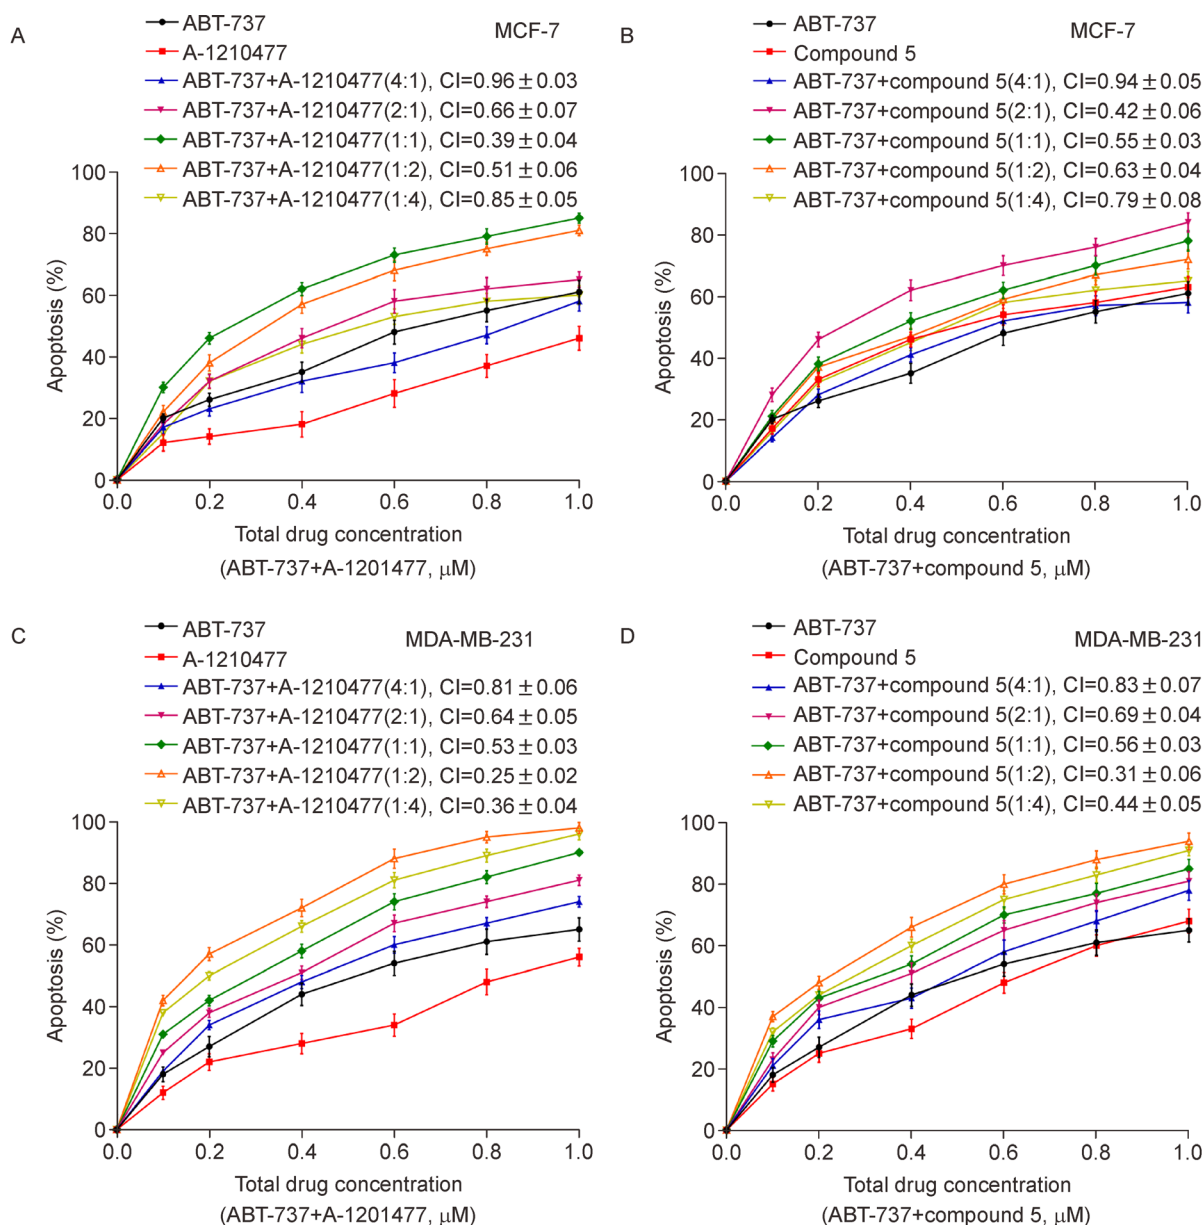 A
ABT-737
MCF-7
A-1210477
ABT-737+A-1210477(4:1), CI=0.96±0.03
ABT-737+A-1210477(2:1), CI=0.66±0.07
ABT-737+A-1210477(1:1), CI=0.39±0.04
ABT-737+A-1210477(1:2), CI=0.51±0.06
ABT-737+A-1210477(1:4), CI=0.85±0.05
Apoptosis (%)
100
80
60
40
20
0
0.0 0.2 0.4 0.6 0.8 1.0
Total drug concentration
(ABT-737+A-1201477, μM)
B
ABT-737
MCF-7
Compound 5
ABT-737+compound 5(4:1), CI=0.94±0.05
ABT-737+compound 5(2:1), CI=0.42±0.06
ABT-737+compound 5(1:1), CI=0.55±0.03
ABT-737+compound 5(1:2), CI=0.63±0.04
ABT-737+compound 5(1:4), CI=0.79±0.08
Apoptosis (%)
100
80
60
40
20
0
0.0 0.2 0.4 0.6 0.8 1.0
Total drug concentration
(ABT-737+compound 5, μM)
C
ABT-737
MDA-MB-231
A-1210477
ABT-737+A-1210477(4:1), CI=0.81±0.06
ABT-737+A-1210477(2:1), CI=0.64±0.05
ABT-737+A-1210477(1:1), CI=0.53±0.03
ABT-737+A-1210477(1:2), CI=0.25±0.02
ABT-737+A-1210477(1:4), CI=0.36±0.04
Apoptosis (%)
100
80
60
40
20
0
0.0 0.2 0.4 0.6 0.8 1.0
Total drug concentration
(ABT-737+A-1201477, μM)
D
ABT-737
MDA-MB-231
Compound 5
ABT-737+compound 5(4:1), CI=0.83±0.07
ABT-737+compound 5(2:1), CI=0.69±0.04
ABT-737+compound 5(1:1), CI=0.56±0.03
ABT-737+compound 5(1:2), CI=0.31±0.06
ABT-737+compound 5(1:4), CI=0.44±0.05
Apoptosis (%)
100
80
60
40
20
0
0.0 0.2 0.4 0.6 0.8 1.0
Total drug concentration
(ABT-737+compound 5, μM)